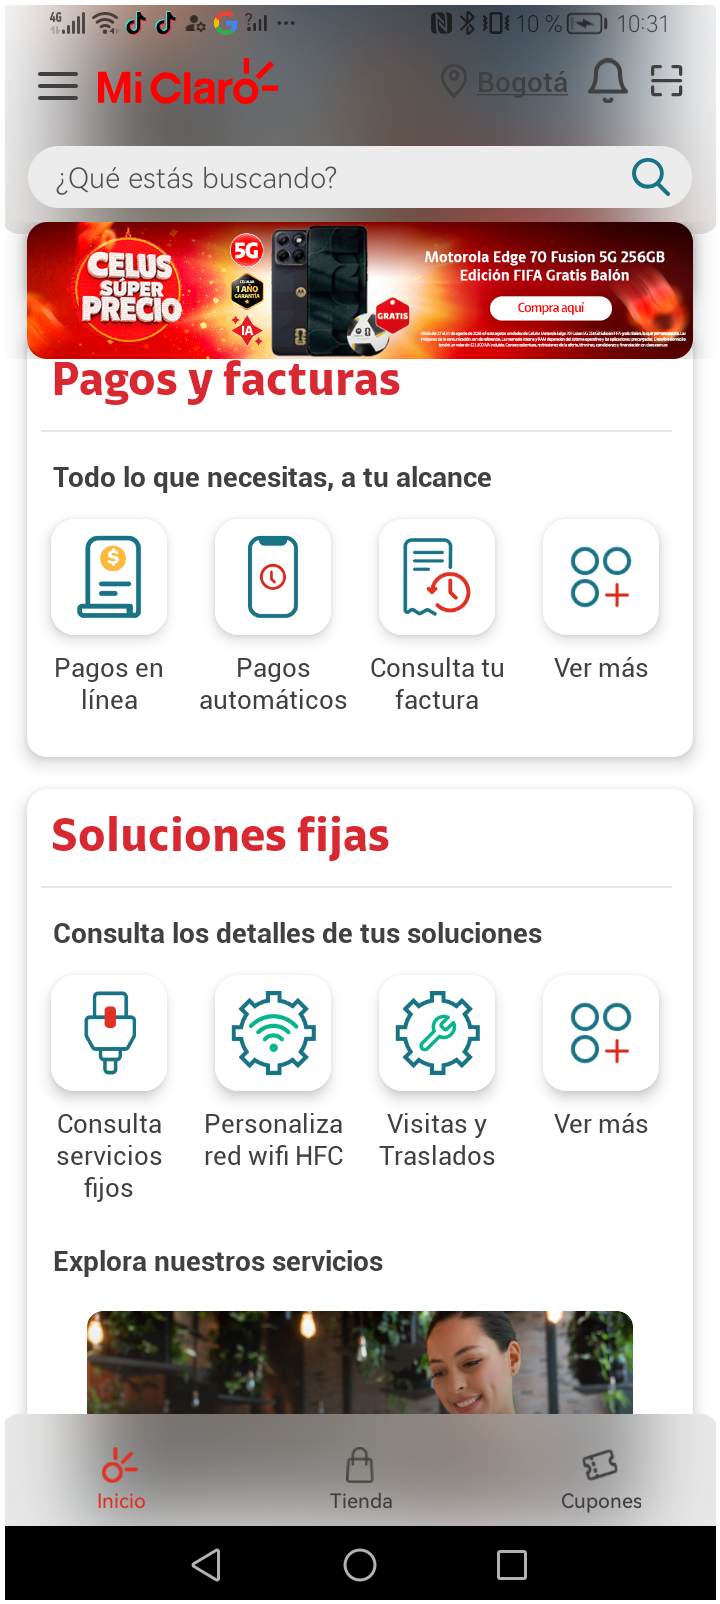 4G ? 10 % 10:31
Mi Claro
Bogotá
¿Qué estás buscando?
CELUS
SÚPER
PRECIO
5G
1 AÑO
GARANTÍA
IA
GRATIS
Motorola Edge 70 Fusion 5G 256GB
Edición FIFA Gratis Balón
Compra aquí
Pagos y facturas
Todo lo que necesitas, a tu alcance
Pagos en
línea
Pagos
automáticos
Consulta tu
factura
Ver más
Soluciones fijas
Consulta los detalles de tus soluciones
Consulta
servicios
fijos
Personaliza
red wifi HFC
Visitas y
Traslados
Ver más
Explora nuestros servicios
Inicio
Tienda
Cupones